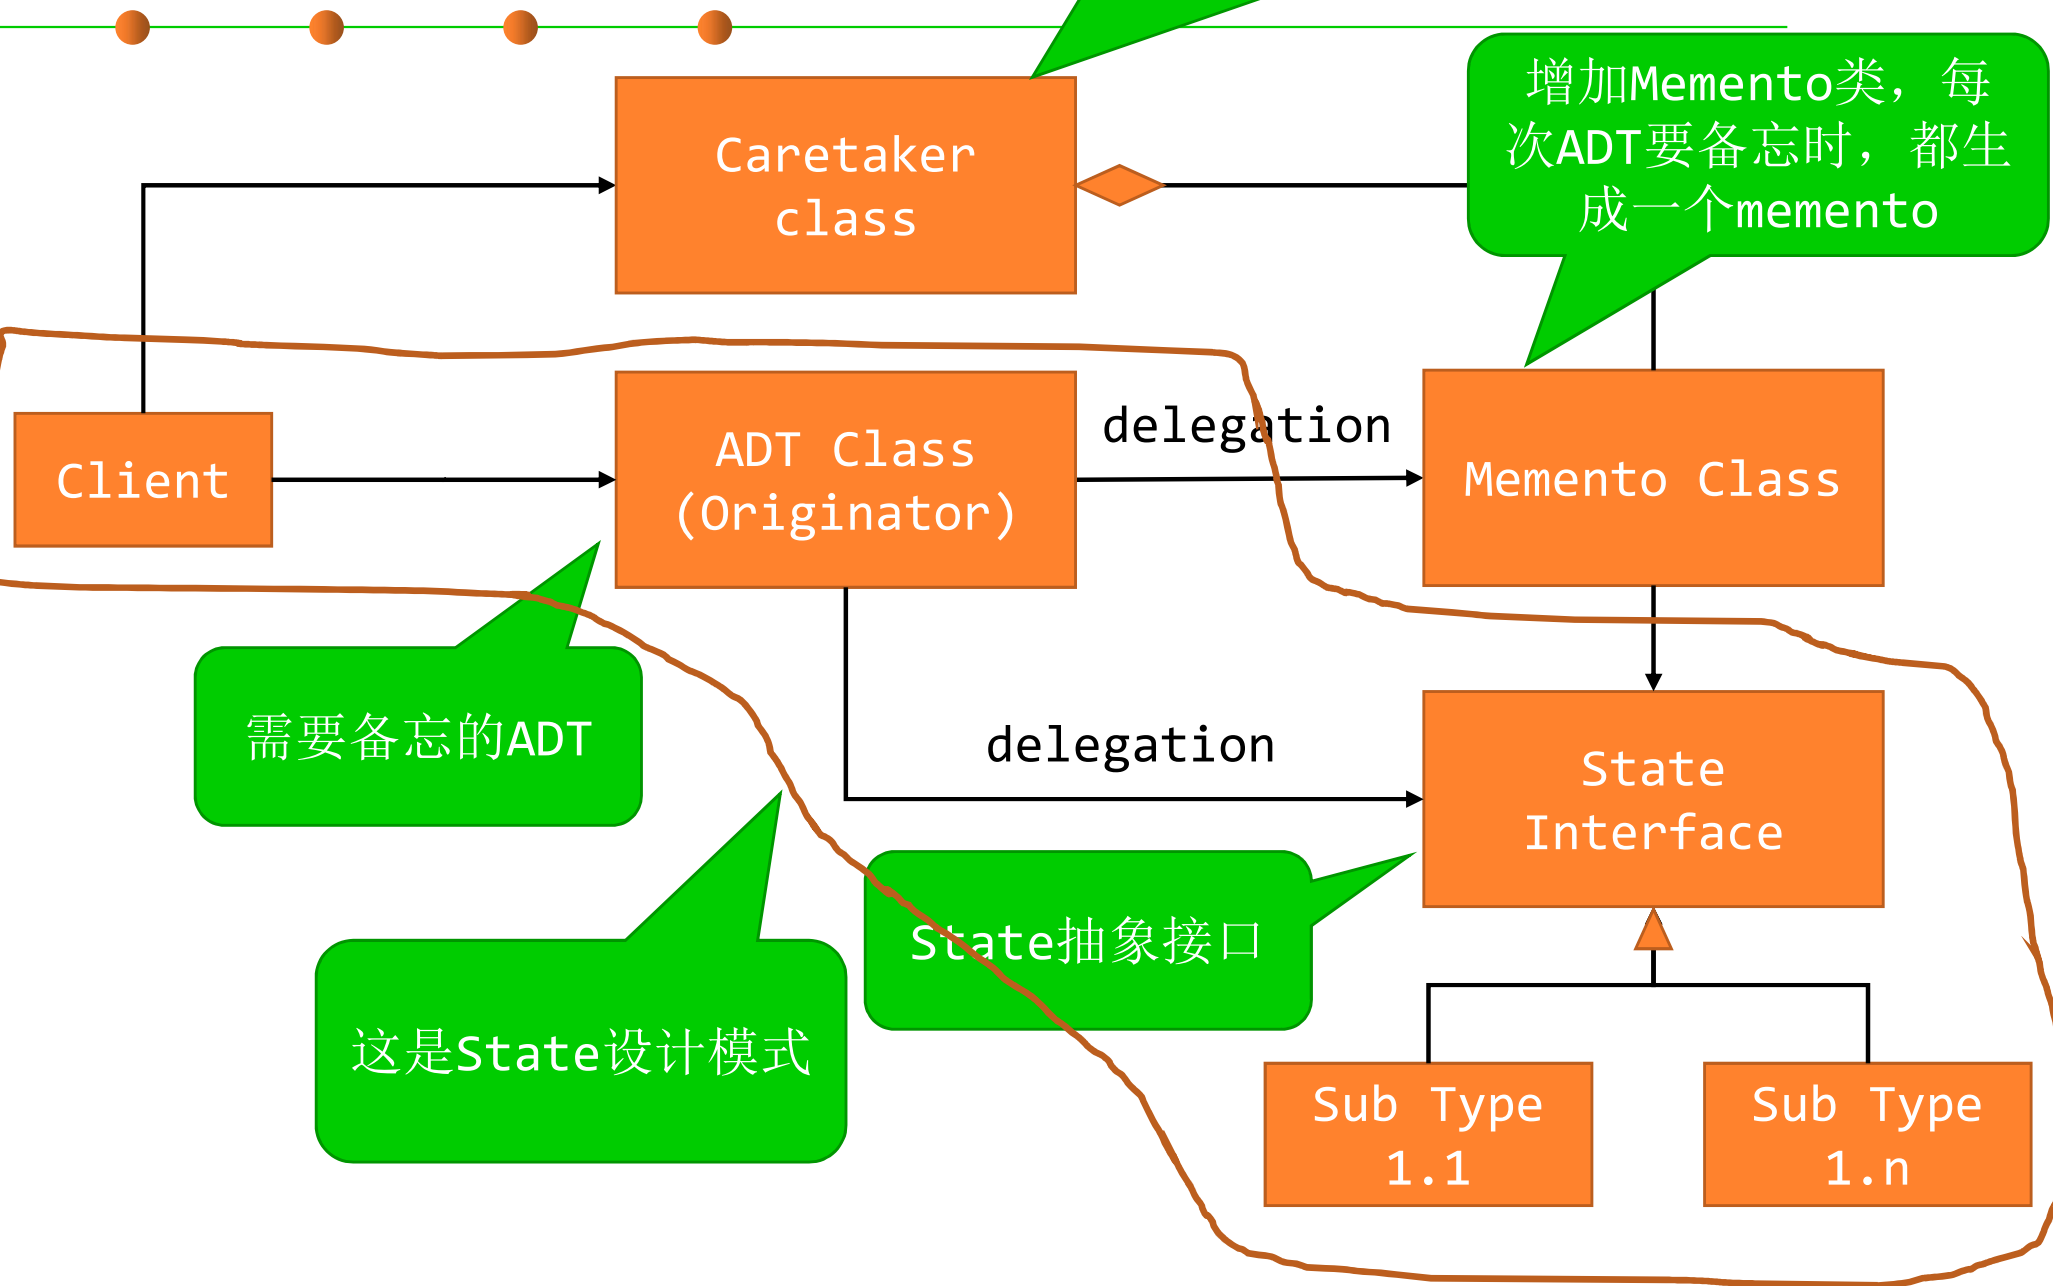 Caretaker
class
增加Memento类，每
次ADT要备忘时，都生
成一个memento
Client
ADT Class
(Originator)
delegation
Memento Class
需要备忘的ADT
delegation
State
Interface
State抽象接口
这是State设计模式
Sub Type
1.1
Sub Type
1.n